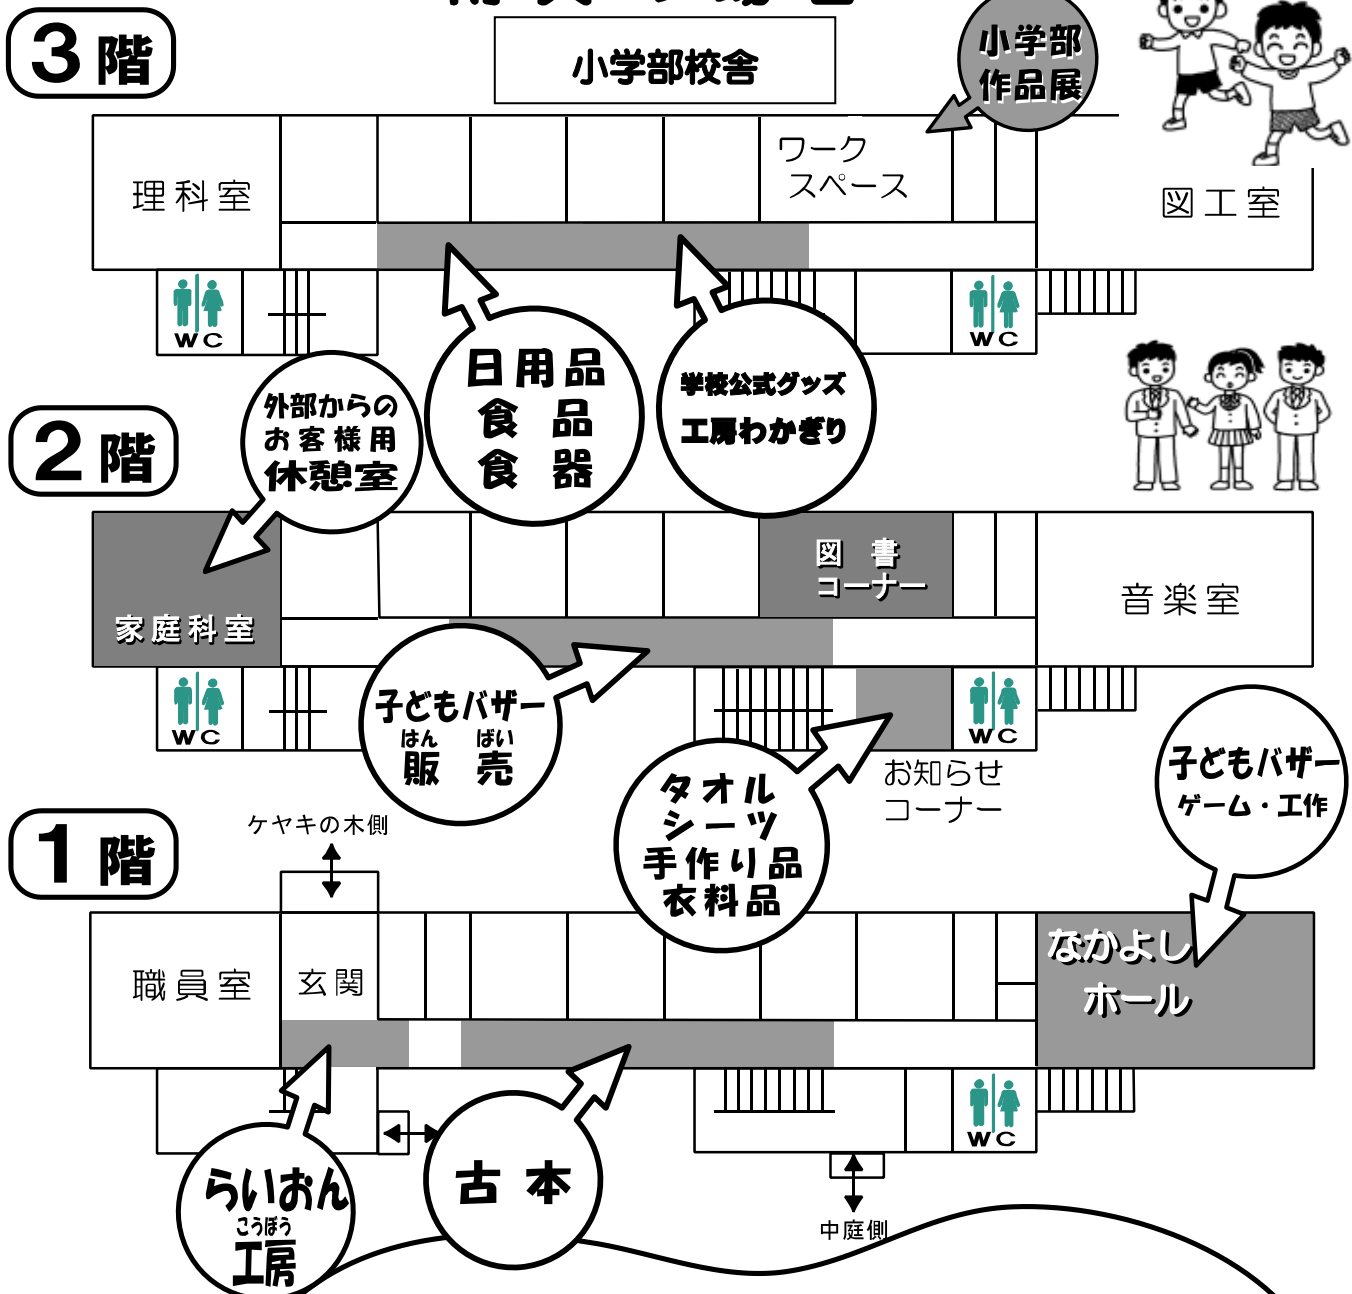 3階
小学部校舎
小学部
作品展
理科室
ワーク
スペース
図工室
WC
WC
日用品
食品
食器
学校公式グッズ
工房わかぎり
2階
外部からの
お客様用
休憩室
家庭科室
図書
コーナー
音楽室
WC
WC
子どもバザー
はん ばい
販売
お知らせ
コーナー
タオル
シーツ
手作り品
衣料品
子どもバザー
ゲーム・工作
1階
ケヤキの木側
職員室
玄関
なかよし
ホール
WC
らいおん
こうぼう
工房
古本
中庭側